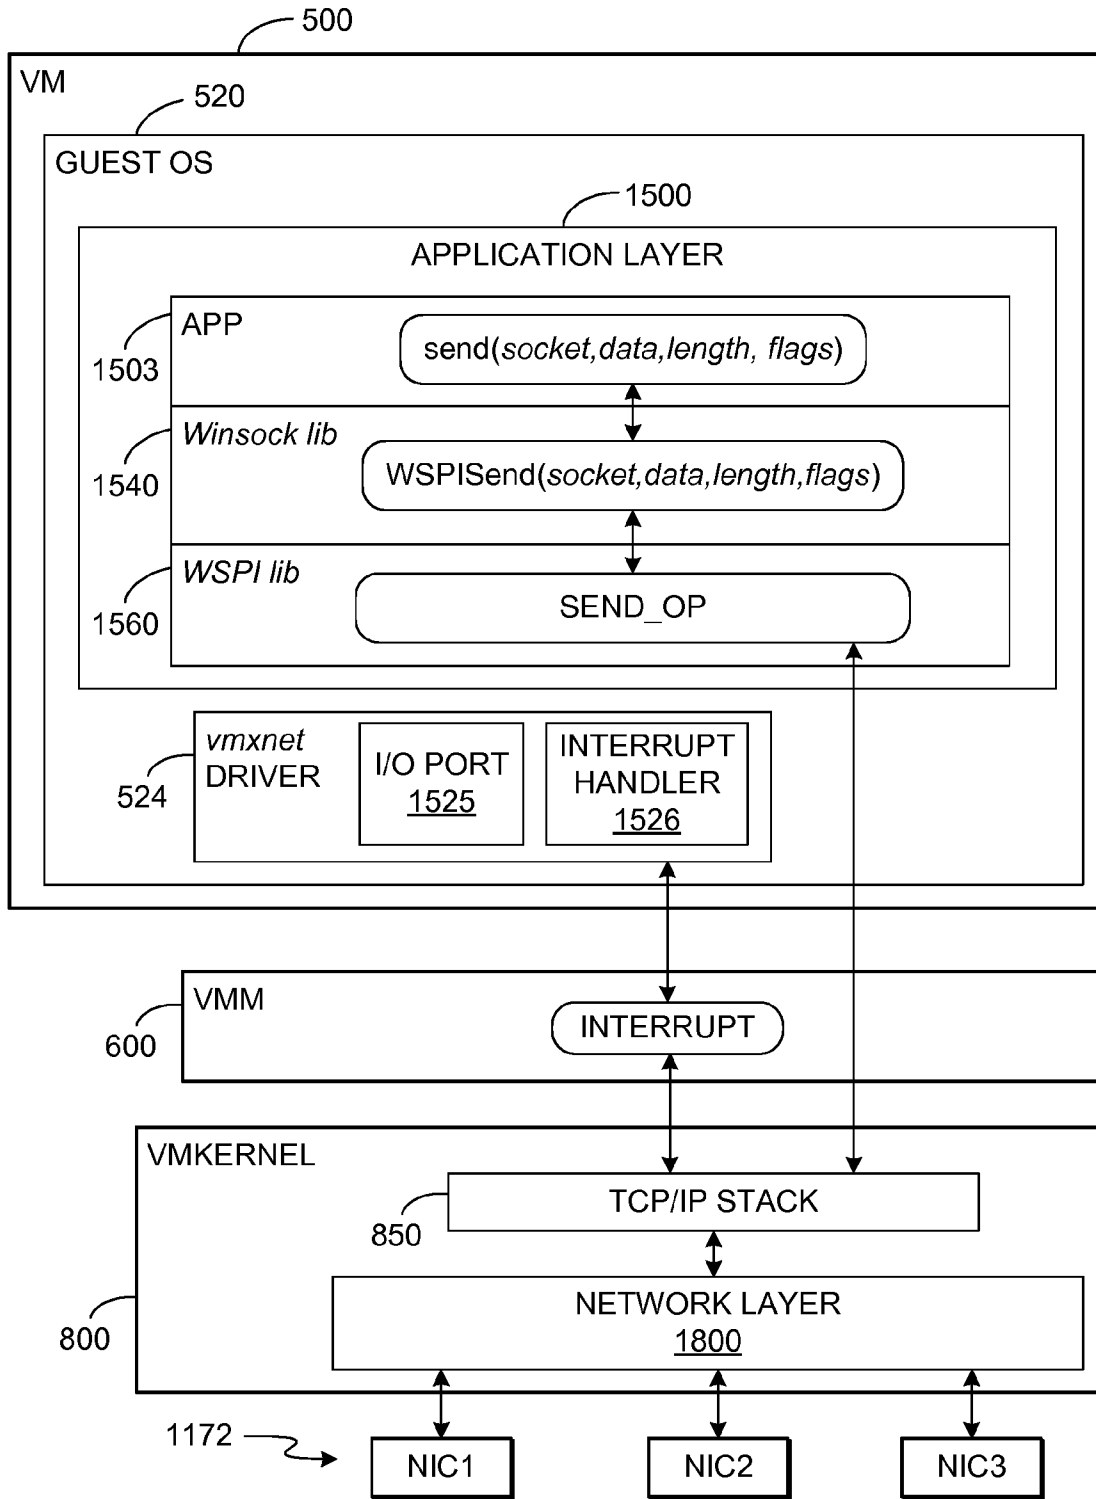 500
VM
520
GUEST OS
1500
APPLICATION LAYER
APP
send(socket,data,length, flags)
1503
Winsock lib
WSPISend(socket,data,length,flags)
1540
WSPI lib
SEND_OP
1560
vmxnet
DRIVER
I/O PORT
1525
INTERRUPT
HANDLER
1526
524
VMM
INTERRUPT
600
VMKERNEL
TCP/IP STACK
850
NETWORK LAYER
1800
800
1172
NIC1
NIC2
NIC3